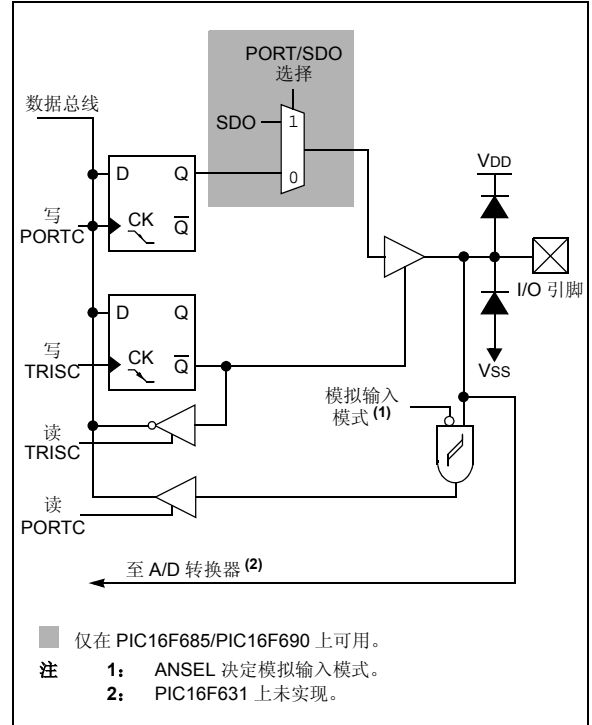 PORT/SDO
选择
数据总线
SDO
1
0
VDD
D Q
写
PORTC
CK
Q
I/O 引脚
D Q
写
TRISC
CK
Q
VSS
模拟输入
模式 (1)
读
TRISC
读
PORTC
至 A/D 转换器 (2)
仅在 PIC16F685/PIC16F690 上可用。
注 1： ANSEL 决定模拟输入模式。
2： PIC16F631 上未实现。